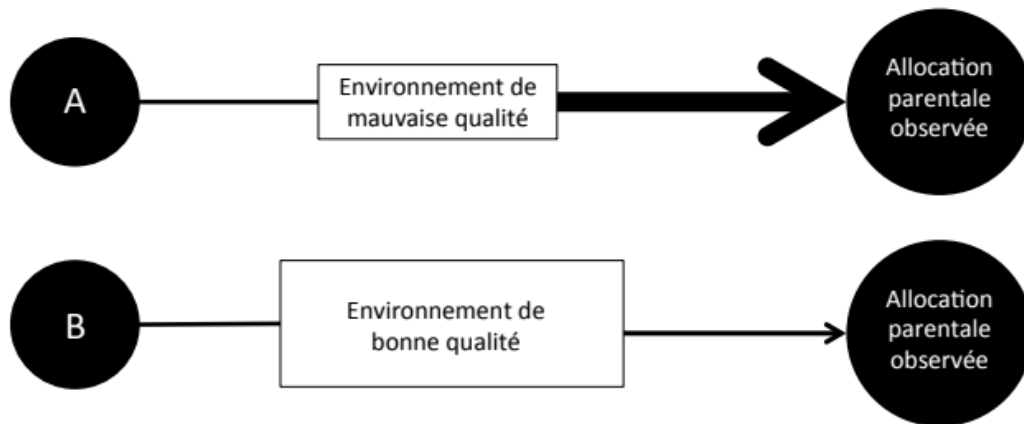 A
Environnement de
mauvaise qualité
Allocation
parentale
observée
B
Environnement de
bonne qualité
Allocation
parentale
observée